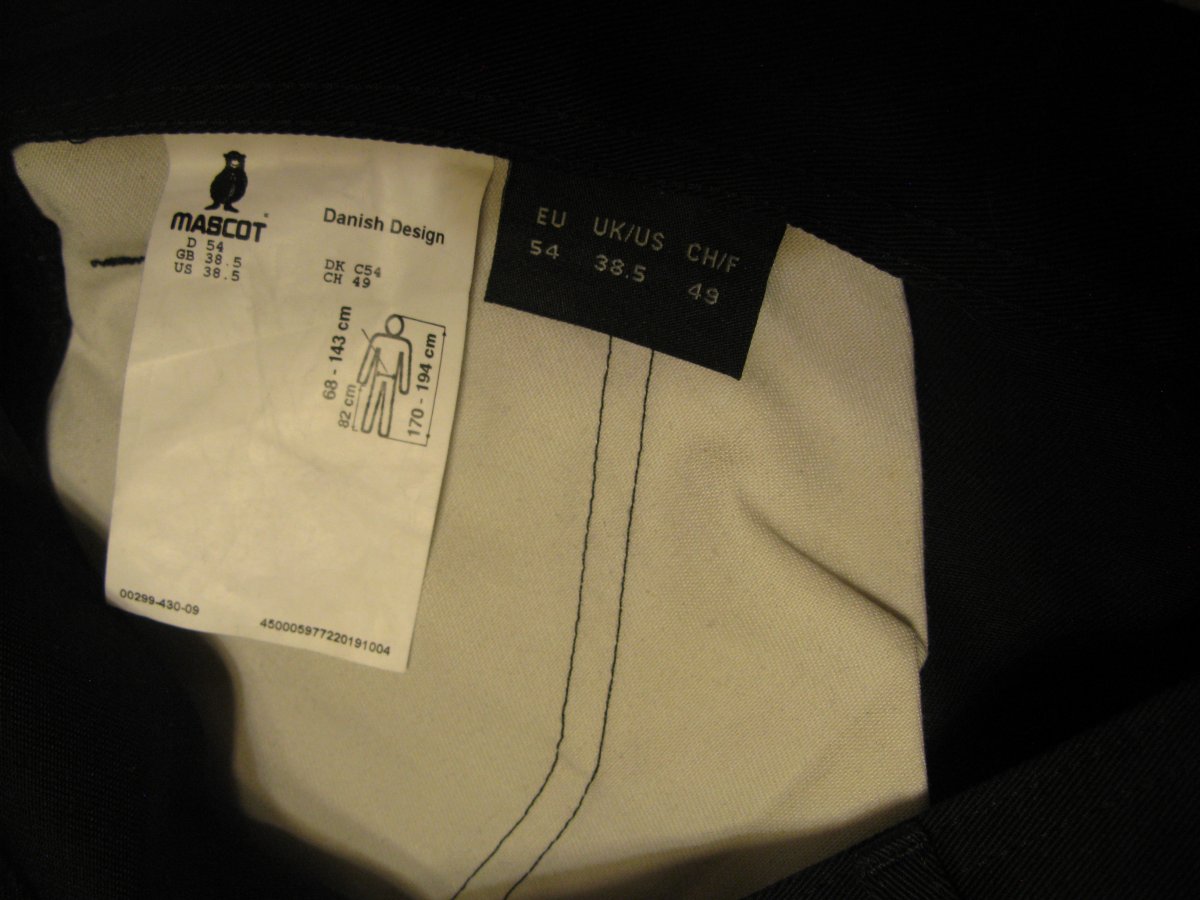 MASCOT®
Danish Design
D 54
GB 38.5
US 38.5
DK C54
CH 49
68 - 143 cm
82 cm
170 - 194 cm
00299-430-09
450005977220191004
EU UK/US CH/F
54 38.5 49